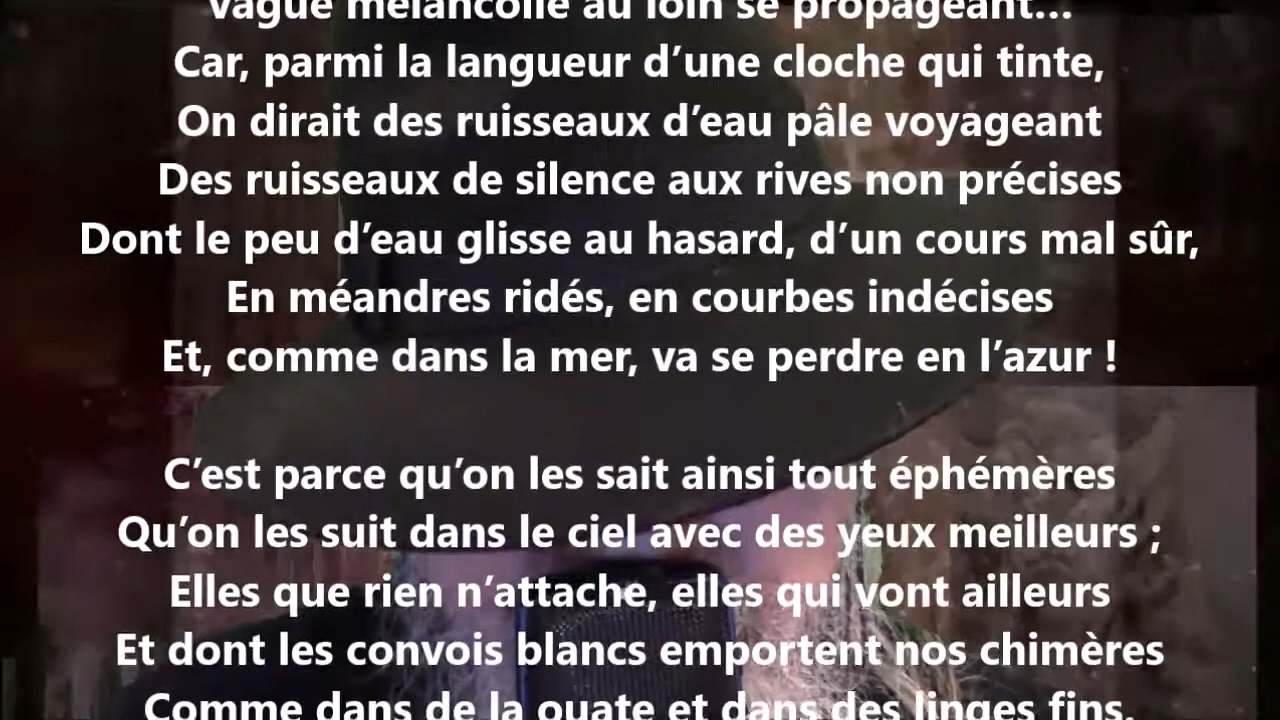 Vague mélancolie au loin se propageant…
Car, parmi la langueur d’une cloche qui tinte,
On dirait des ruisseaux d’eau pâle voyageant
Des ruisseaux de silence aux rives non précises
Dont le peu d’eau glisse au hasard, d’un cours mal sûr,
En méandres ridés, en courbes indécises
Et, comme dans la mer, va se perdre en l’azur !
C’est parce qu’on les sait ainsi tout éphémères
Qu’on les suit dans le ciel avec des yeux meilleurs ;
Elles que rien n’attache, elles qui vont ailleurs
Et dont les convois blancs emportent nos chimères
Comme dans de la ouate et dans des linges fins.